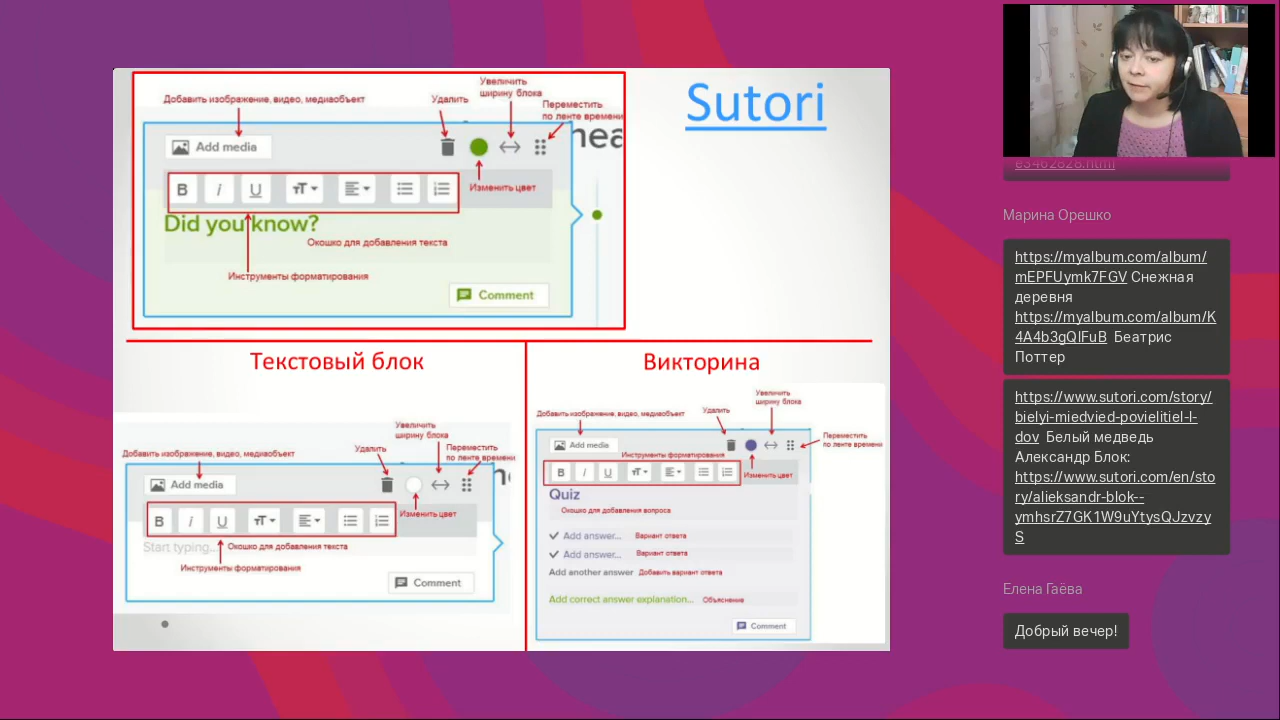 Увеличить
ширину блока
Добавить изображение, видео, медиаобъект
Удалить
Переместить
по ленте времени
Add media
Изменить цвет
B i U тT
Did you know?
Окошко для добавления текста
Инструменты форматирования
Comment
Sutori
Текстовый блок
Увеличить
ширину блока
Удалить
Переместить
по ленте времени
Добавить изображение, видео, медиаобъект
Add media
Изменить цвет
B i U тT
Start typing...
Окошко для добавления текста
Инструменты форматирования
Comment
Викторина
Увеличить
ширину блока
Добавить изображение, видео, медиаобъект
Удалить
Переместить
по ленте времени
Add media
Инструменты форматирования
B i U тT
Изменить цвет
Quiz
Окошко для добавления вопроса
Add answer... Вариант ответа
Add answer... Вариант ответа
Add another answer Добавить вариант ответа
Add correct answer explanation... Объяснение
Comment
e3462828.html
Марина Орешко
https://myalbum.com/album/
mEPFUymk7FGV Снежная
деревня
https://myalbum.com/album/K
4A4b3gQIFuB Беатрис
Поттер
https://www.sutori.com/story/
bielyi-miedvied-povielitiel-l-
dov Белый медведь
Александр Блок:
https://www.sutori.com/en/sto
ry/alieksandr-blok--
ymhsrZ7GK1W9uYtysQJzvzy
S
Елена Гаёва
Добрый вечер!